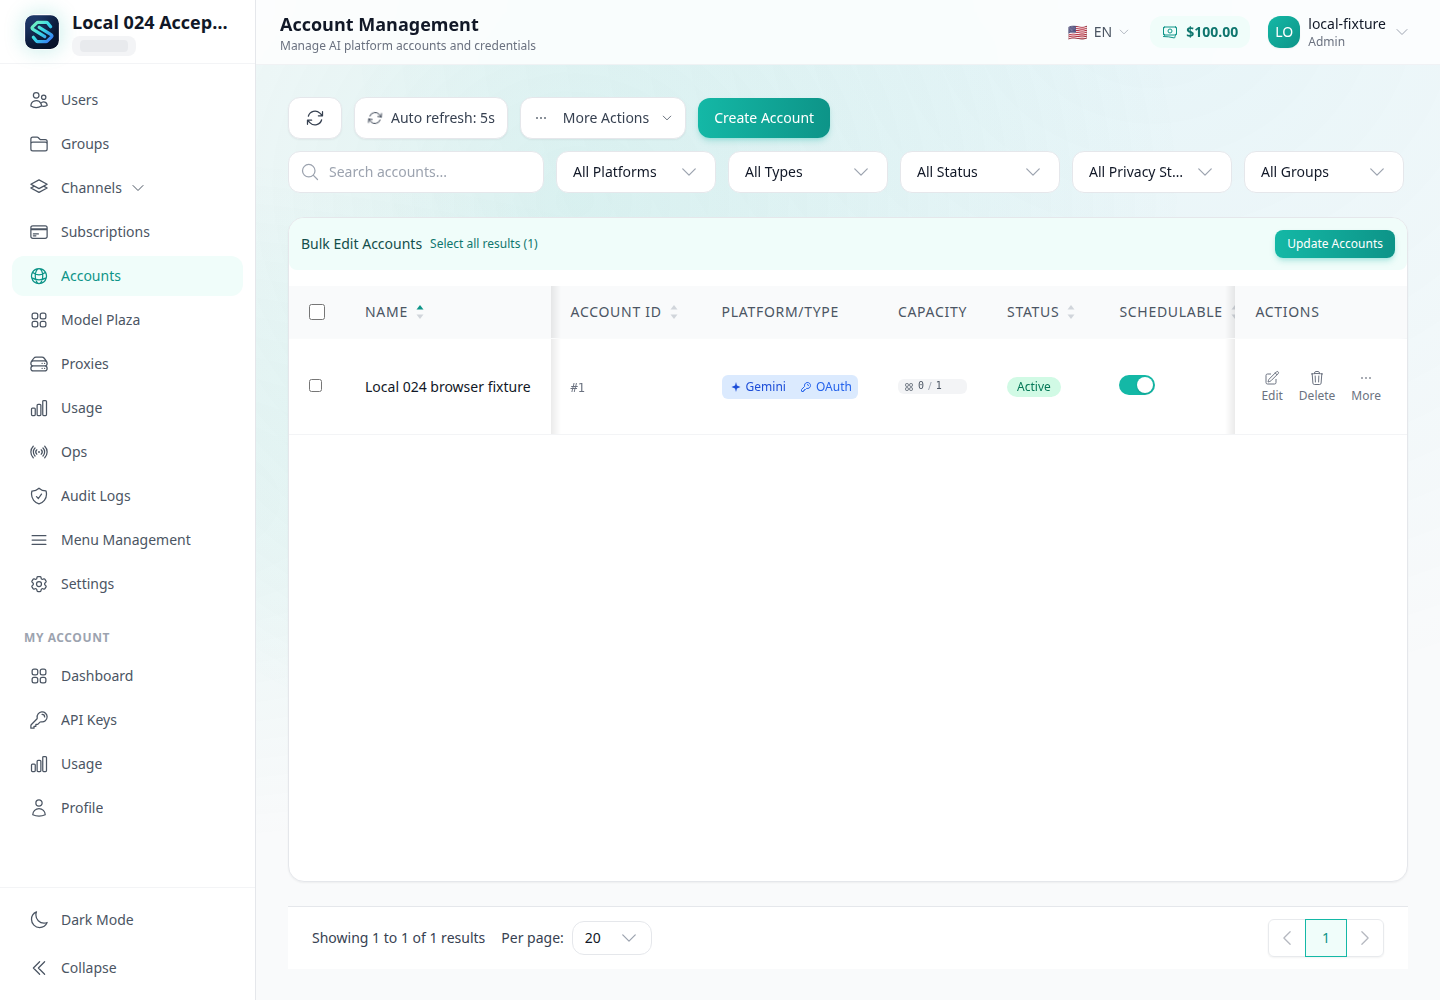 Local 024 Accep...
Account Management
Manage AI platform accounts and credentials
EN
$100.00
LO
local-fixture
Admin
Users
Groups
Channels
Subscriptions
Accounts
Model Plaza
Proxies
Usage
Ops
Audit Logs
Menu Management
Settings
MY ACCOUNT
Dashboard
API Keys
Usage
Profile
Dark Mode
Collapse
Auto refresh: 5s
More Actions
Create Account
Search accounts...
All Platforms
All Types
All Status
All Privacy St...
All Groups
Bulk Edit Accounts Select all results (1)
Update Accounts
NAME ACCOUNT ID PLATFORM/TYPE CAPACITY STATUS SCHEDULABLE ACTIONS
Local 024 browser fixture #1 Gemini OAuth 0 / 1 Active
Edit Delete More
Showing 1 to 1 of 1 results Per page: 20
1